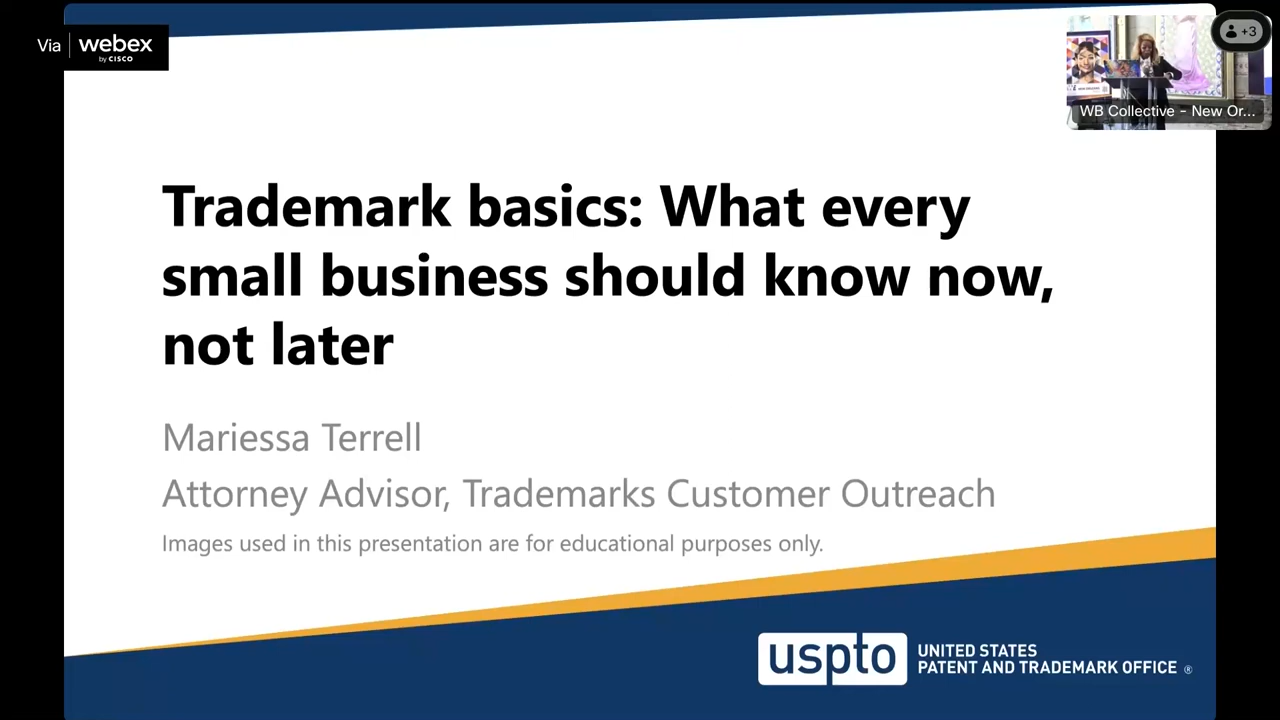 Via webex
by CISCO
+3
WB Collective - New Or...
Trademark basics: What every
small business should know now,
not later
Mariessa Terrell
Attorney Advisor, Trademarks Customer Outreach
Images used in this presentation are for educational purposes only.
uspto UNITED STATES
PATENT AND TRADEMARK OFFICE ®